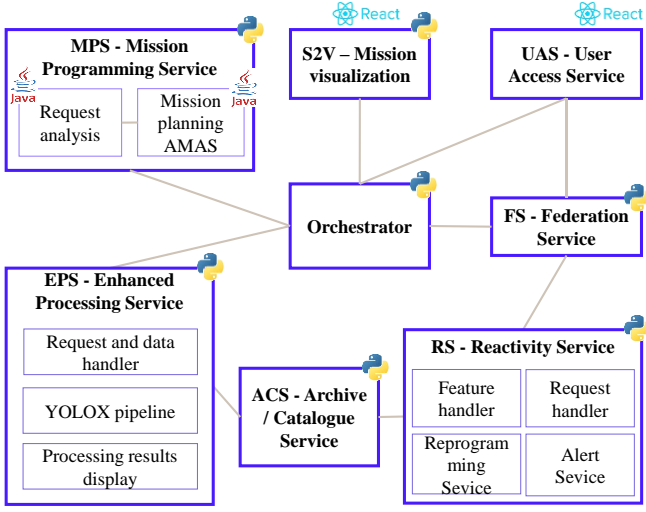 React
React
MPS - Mission
Programming Service
Java
Java
Request
analysis
Mission
planning
AMAS
S2V – Mission
visualization
UAS - User
Access Service
Orchestrator
FS - Federation
Service
EPS - Enhanced
Processing Service
Request and data
handler
YOLOX pipeline
Processing results
display
ACS - Archive
/ Catalogue
Service
RS - Reactivity Service
Feature
handler
Request
handler
Reprogram
ming
Sevice
Alert
Sevice